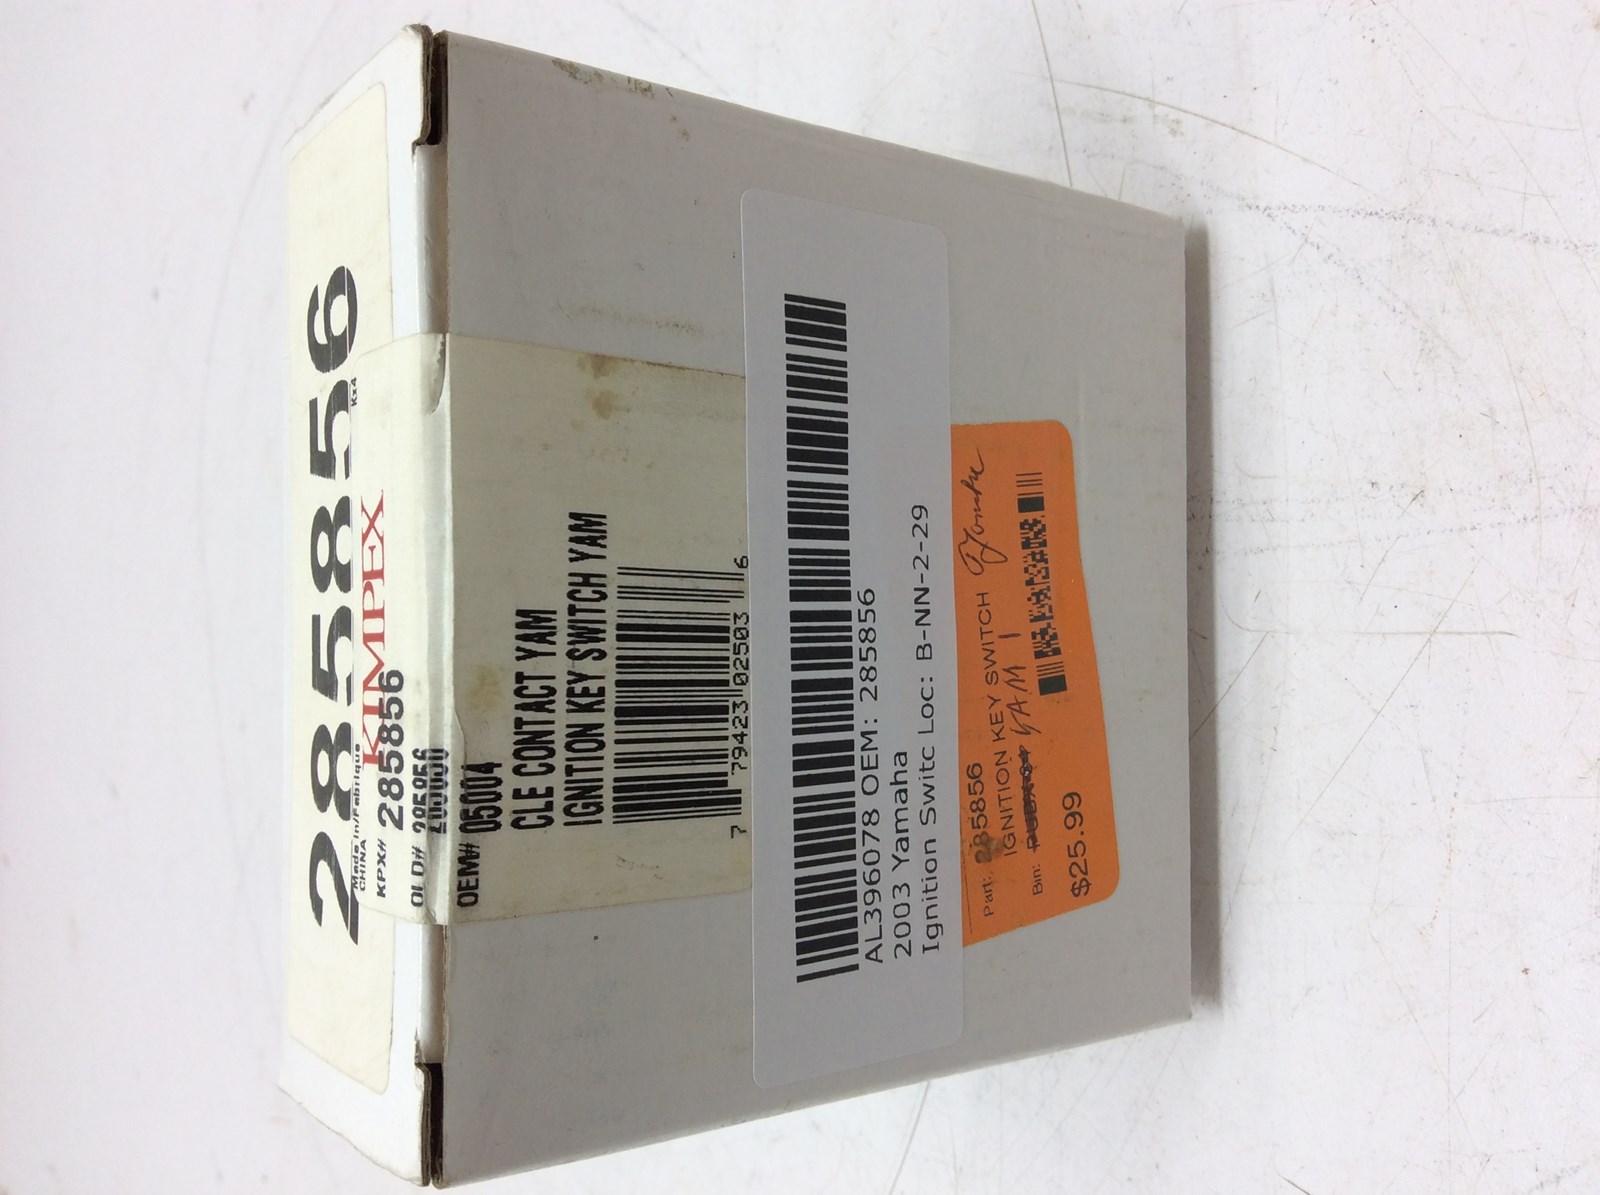 285856
Kx4
Made in/Fabriqué
CHINA
KIMPEX
KPX# 285856
OLD# 285856
OEM# 05004
CLE CONTACT YAM
IGNITION KEY SWITCH YAM
7 79423 02503 6
AL396078 OEM: 285856
2003 Yamaha
Ignition Switc Loc: B-NN-2-29
Part: 285856
IGNITION KEY SWITCH
Bin: YAM 1
$25.99